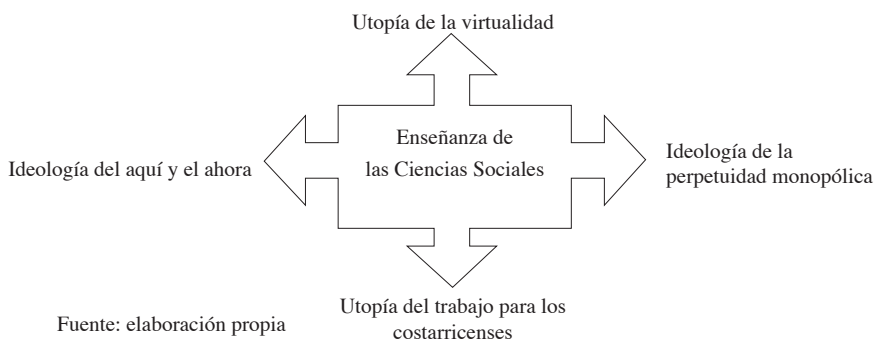 Utopía de la virtualidad
Enseñanza de
las Ciencias Sociales
Ideología del aquí y el ahora
Ideología de la
perpetuidad monopólica
Utopía del trabajo para los
costarricenses
Fuente: elaboración propia